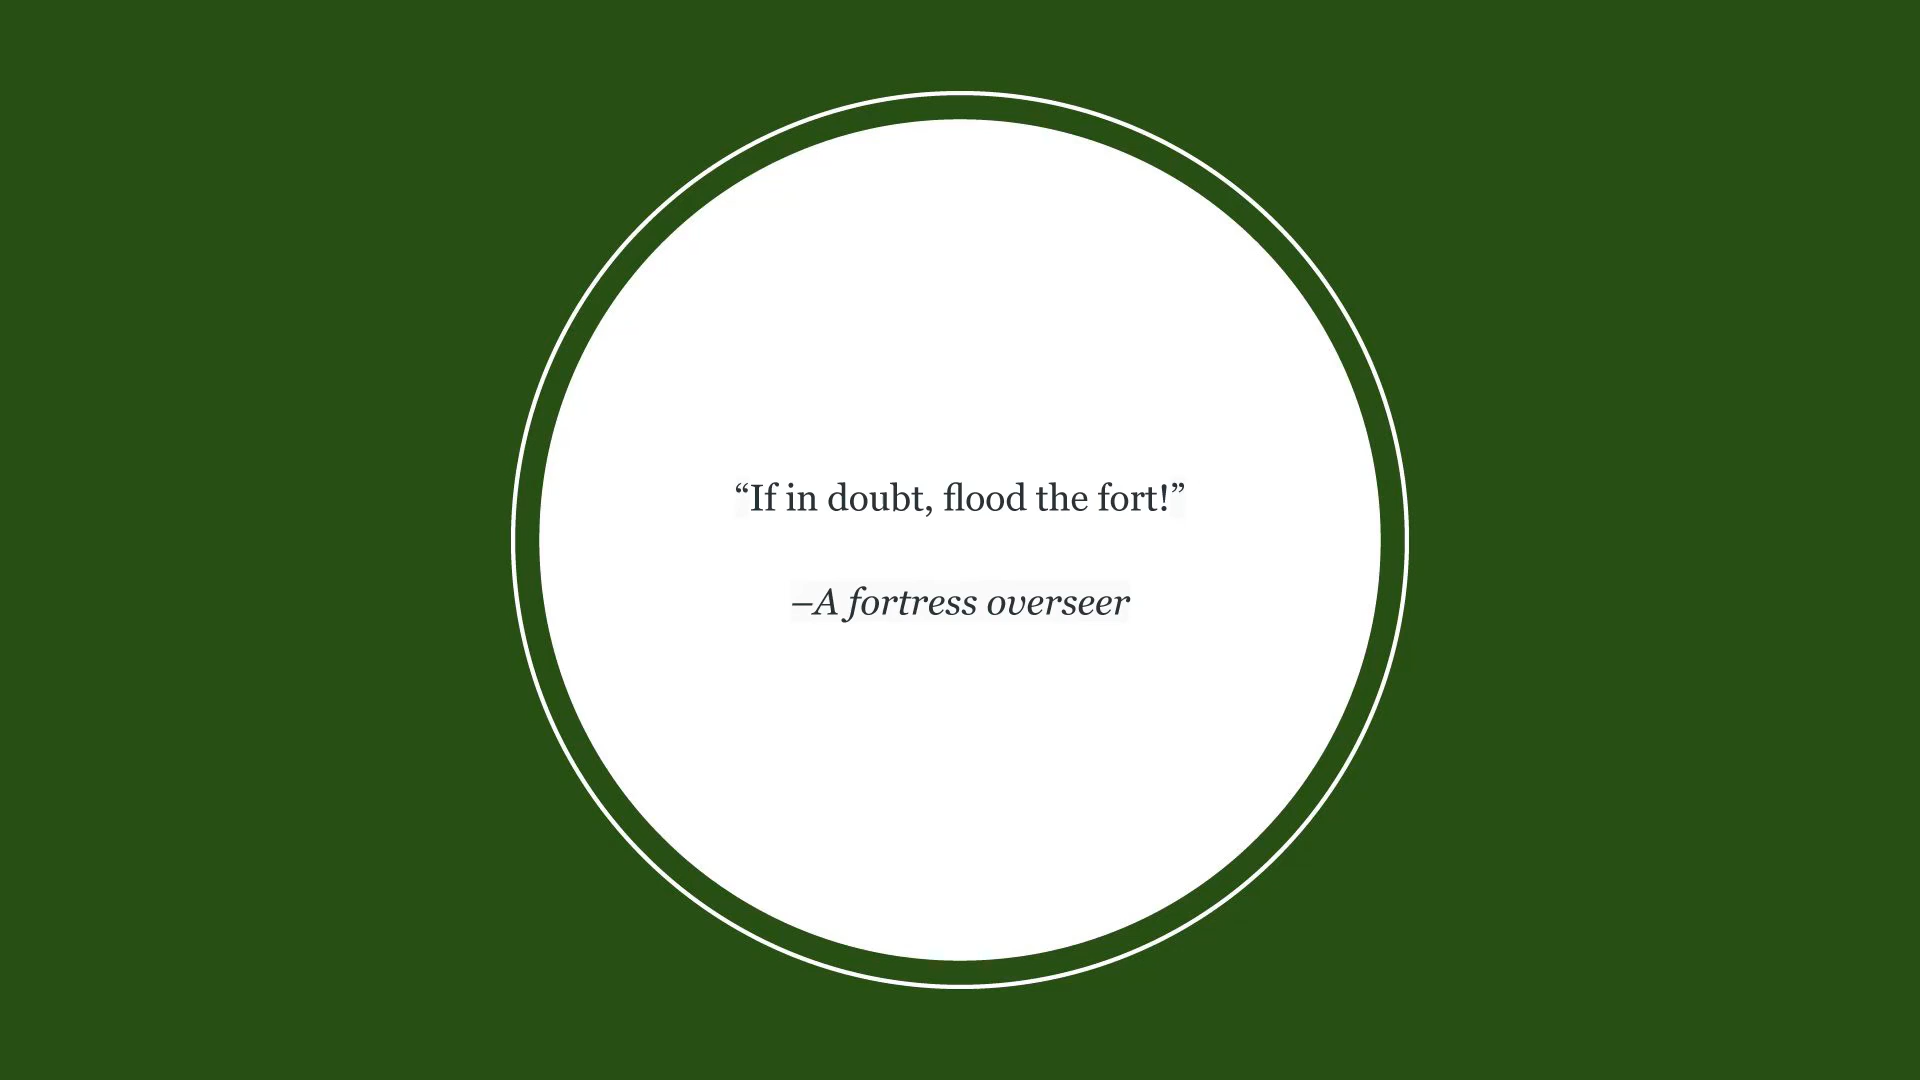 “If in doubt, flood the fort!”
–A fortress overseer